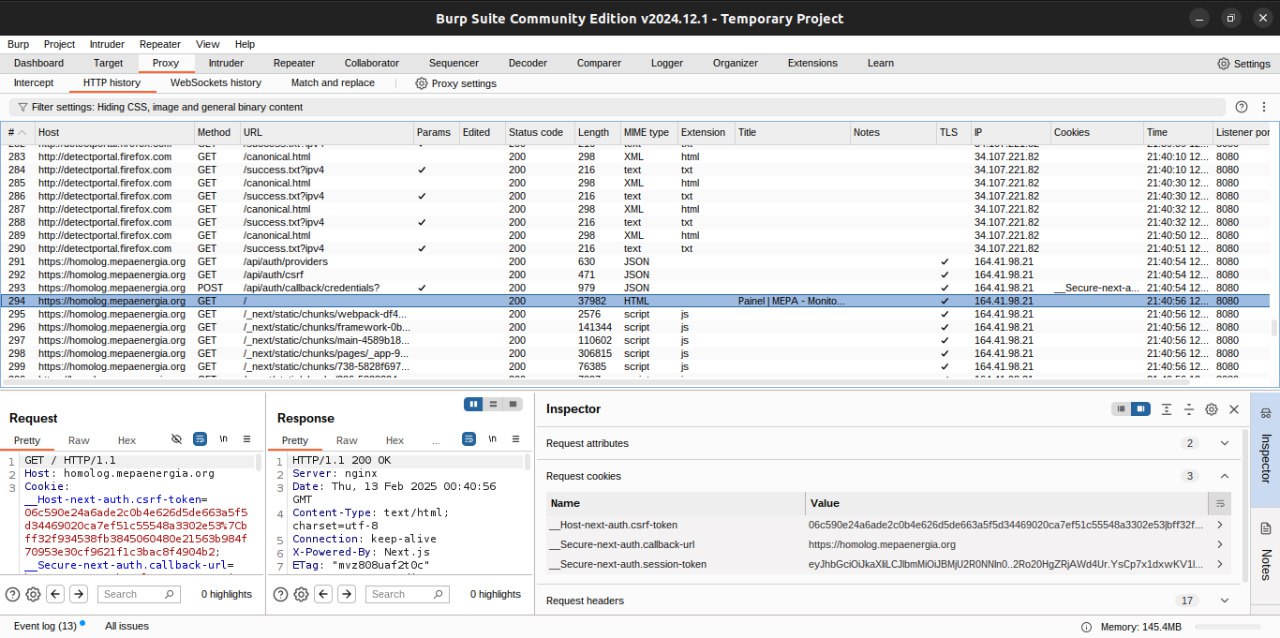 Burp Suite Community Edition v2024.12.1 - Temporary Project
Burp Project Intruder Repeater View Help
Dashboard Target Proxy Intruder Repeater Collaborator Sequencer Decoder Comparer Logger Organizer Extensions Learn Settings
Intercept HTTP history WebSockets history Match and replace Proxy settings
Filter settings: Hiding CSS, image and general binary content
# Host Method URL Params Edited Status code Length MIME type Extension Title Notes TLS IP Cookies Time Listener por
283 http://detectportal.firefox.com GET /canonical.html 200 298 XML html 34.107.221.82 21:40:10 12... 8080
284 http://detectportal.firefox.com GET /success.txt?ipv4 ✓ 200 216 text txt 34.107.221.82 21:40:10 12... 8080
285 http://detectportal.firefox.com GET /canonical.html 200 298 XML html 34.107.221.82 21:40:30 12... 8080
286 http://detectportal.firefox.com GET /success.txt?ipv4 ✓ 200 216 text txt 34.107.221.82 21:40:30 12... 8080
287 http://detectportal.firefox.com GET /canonical.html 200 298 XML html 34.107.221.82 21:40:32 12... 8080
288 http://detectportal.firefox.com GET /success.txt?ipv4 ✓ 200 216 text txt 34.107.221.82 21:40:32 12... 8080
289 http://detectportal.firefox.com GET /canonical.html 200 298 XML html 34.107.221.82 21:40:50 12... 8080
290 http://detectportal.firefox.com GET /success.txt?ipv4 ✓ 200 216 text txt 34.107.221.82 21:40:51 12... 8080
291 https://homolog.mepaenergia.org GET /api/auth/providers 200 630 JSON ✓ 164.41.98.21 21:40:54 12... 8080
292 https://homolog.mepaenergia.org GET /api/auth/csrf 200 471 JSON ✓ 164.41.98.21 21:40:54 12... 8080
293 https://homolog.mepaenergia.org POST /api/auth/callback/credentials? ✓ 200 979 JSON ✓ 164.41.98.21 __Secure-next-a... 21:40:54 12... 8080
294 https://homolog.mepaenergia.org GET / 200 37982 HTML Painel | MEPA - Monito... ✓ 164.41.98.21 21:40:56 12... 8080
295 https://homolog.mepaenergia.org GET /_next/static/chunks/webpack-df4... 200 2576 script js ✓ 164.41.98.21 21:40:56 12... 8080
296 https://homolog.mepaenergia.org GET /_next/static/chunks/framework-0b... 200 141344 script js ✓ 164.41.98.21 21:40:56 12... 8080
297 https://homolog.mepaenergia.org GET /_next/static/chunks/main-4589b18... 200 110602 script js ✓ 164.41.98.21 21:40:56 12... 8080
298 https://homolog.mepaenergia.org GET /_next/static/chunks/pages/_app-9... 200 306815 script js ✓ 164.41.98.21 21:40:56 12... 8080
299 https://homolog.mepaenergia.org GET /_next/static/chunks/738-5828f697... 200 76385 script js ✓ 164.41.98.21 21:40:56 12... 8080
Request
Pretty Raw Hex \n
1 GET / HTTP/1.1
2 Host: homolog.mepaenergia.org
3 Cookie:
__Host-next-auth.csrf-token=
06c590e24a6ade2c0b4e626d5de663a5f5
d34469020ca7ef51c55548a3302e53%7Cb
ff32f934538fb3845060480e21563b984f
70953e30cf9621f1c3bac8f4904b2;
__Secure-next-auth.callback-url=
Search 0 highlights
Response
Pretty Raw Hex ... \n
1 HTTP/1.1 200 OK
2 Server: nginx
3 Date: Thu, 13 Feb 2025 00:40:56
GMT
4 Content-Type: text/html;
charset=utf-8
5 Connection: keep-alive
6 X-Powered-By: Next.js
7 ETag: "mvz808uaf2t0c"
Search 0 highlights
Inspector
Request attributes 2
Request cookies 3
Name Value
__Host-next-auth.csrf-token 06c590e24a6ade2c0b4e626d5de663a5f5d34469020ca7ef51c55548a3302e53|bff32f...
__Secure-next-auth.callback-url https://homolog.mepaenergia.org
__Secure-next-auth.session-token
Request headers 17
Inspector
Notes
Event log (13) All issues Memory: 145.4MB